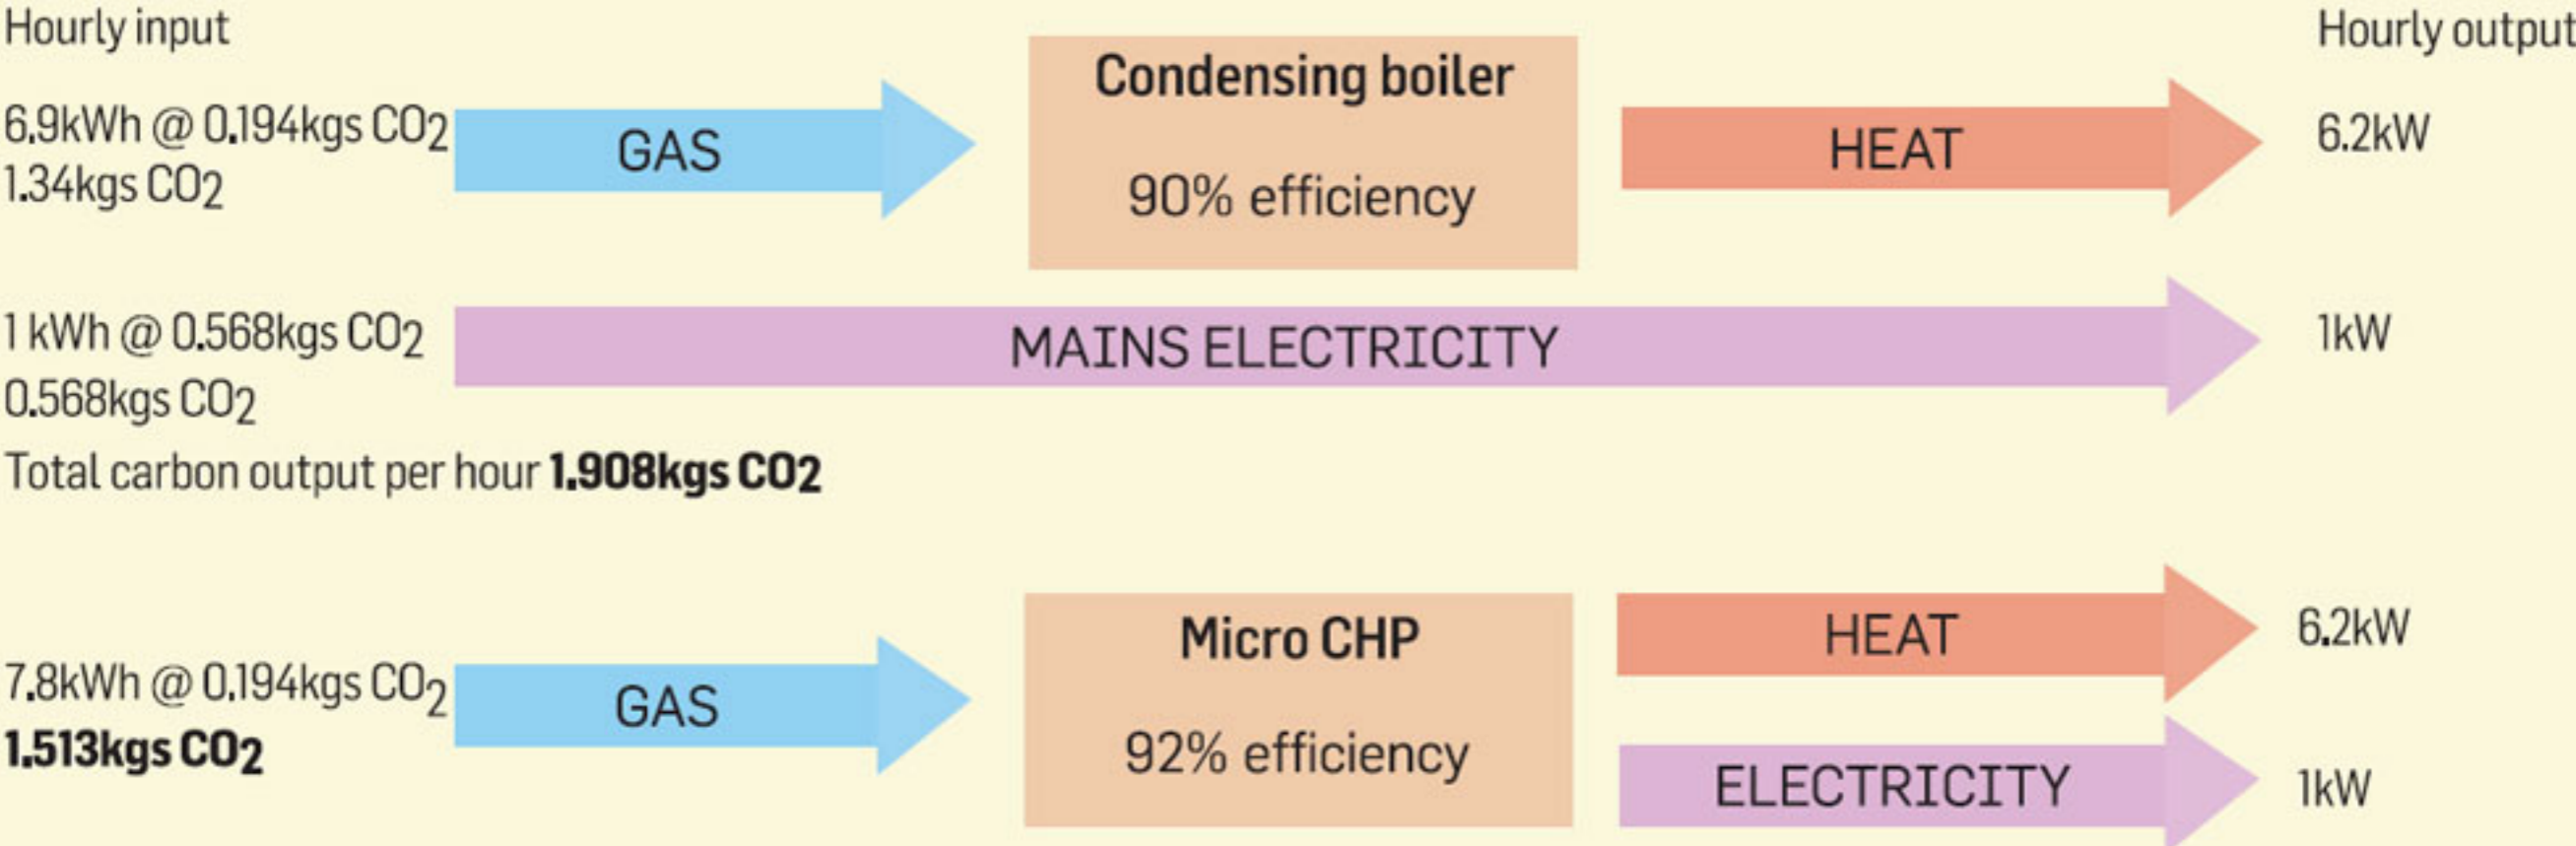 Hourly input
Hourly output
6.9kWh @ 0.194kgs CO2
1.34kgs CO2
GAS
Condensing boiler
90% efficiency
HEAT
6.2kW
1 kWh @ 0.568kgs CO2
0.568kgs CO2
MAINS ELECTRICITY
1kW
Total carbon output per hour 1.908kgs CO2
7.8kWh @ 0.194kgs CO2
1.513kgs CO2
GAS
Micro CHP
92% efficiency
HEAT
6.2kW
ELECTRICITY
1kW